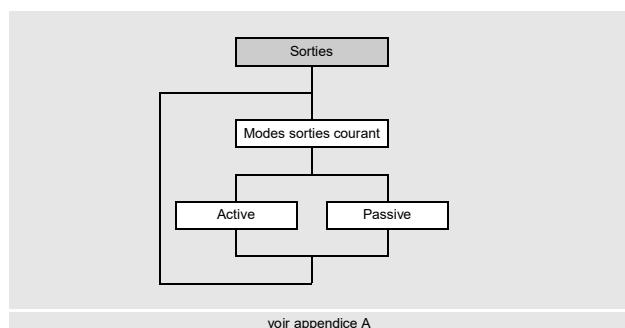 Sorties
Modes sorties courant
Active
Passive
voir appendice A